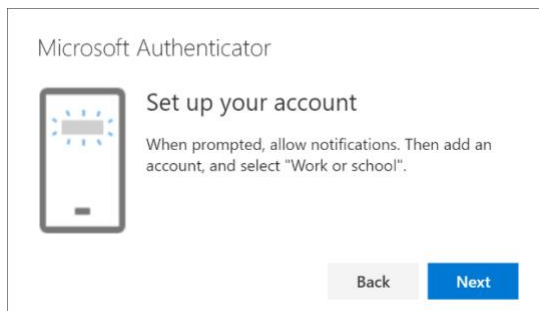 Microsoft Authenticator
Set up your account
When prompted, allow notifications. Then add an
account, and select "Work or school".
Back Next